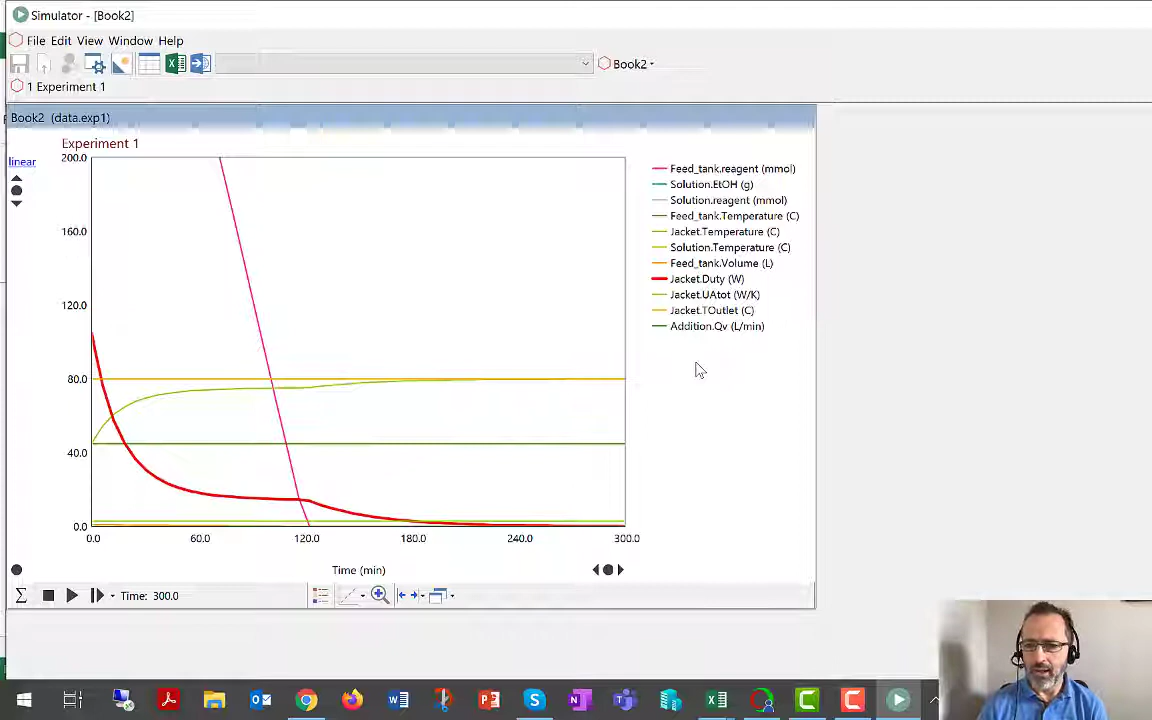 Simulator - [Book2]
File Edit View Window Help
Book2
1 Experiment 1
Book2 (data.exp1)
Experiment 1
linear
200.0
160.0
120.0
80.0
40.0
0.0
0.0 60.0 120.0 180.0 240.0 300.0
Time (min)
Feed_tank.reagent (mmol)
Solution.EtOH (g)
Solution.reagent (mmol)
Feed_tank.Temperature (C)
Jacket.Temperature (C)
Solution.Temperature (C)
Feed_tank.Volume (L)
Jacket.Duty (W)
Jacket.UAtot (W/K)
Jacket.TOutlet (C)
Addition.Qv (L/min)
Σ Time: 300.0